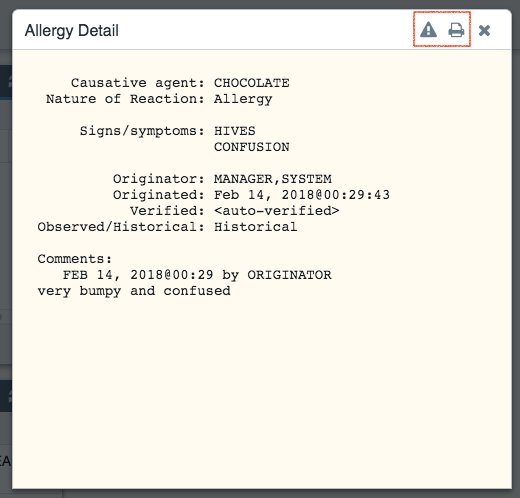 Allergy Detail
Causative agent: CHOCOLATE
Nature of Reaction: Allergy
Signs/symptoms: HIVES
CONFUSION
Originator: MANAGER,SYSTEM
Originated: Feb 14, 2018@00:29:43
Verified: <auto-verified>
Observed/Historical: Historical
Comments:
FEB 14, 2018@00:29 by ORIGINATOR
very bumpy and confused
EA